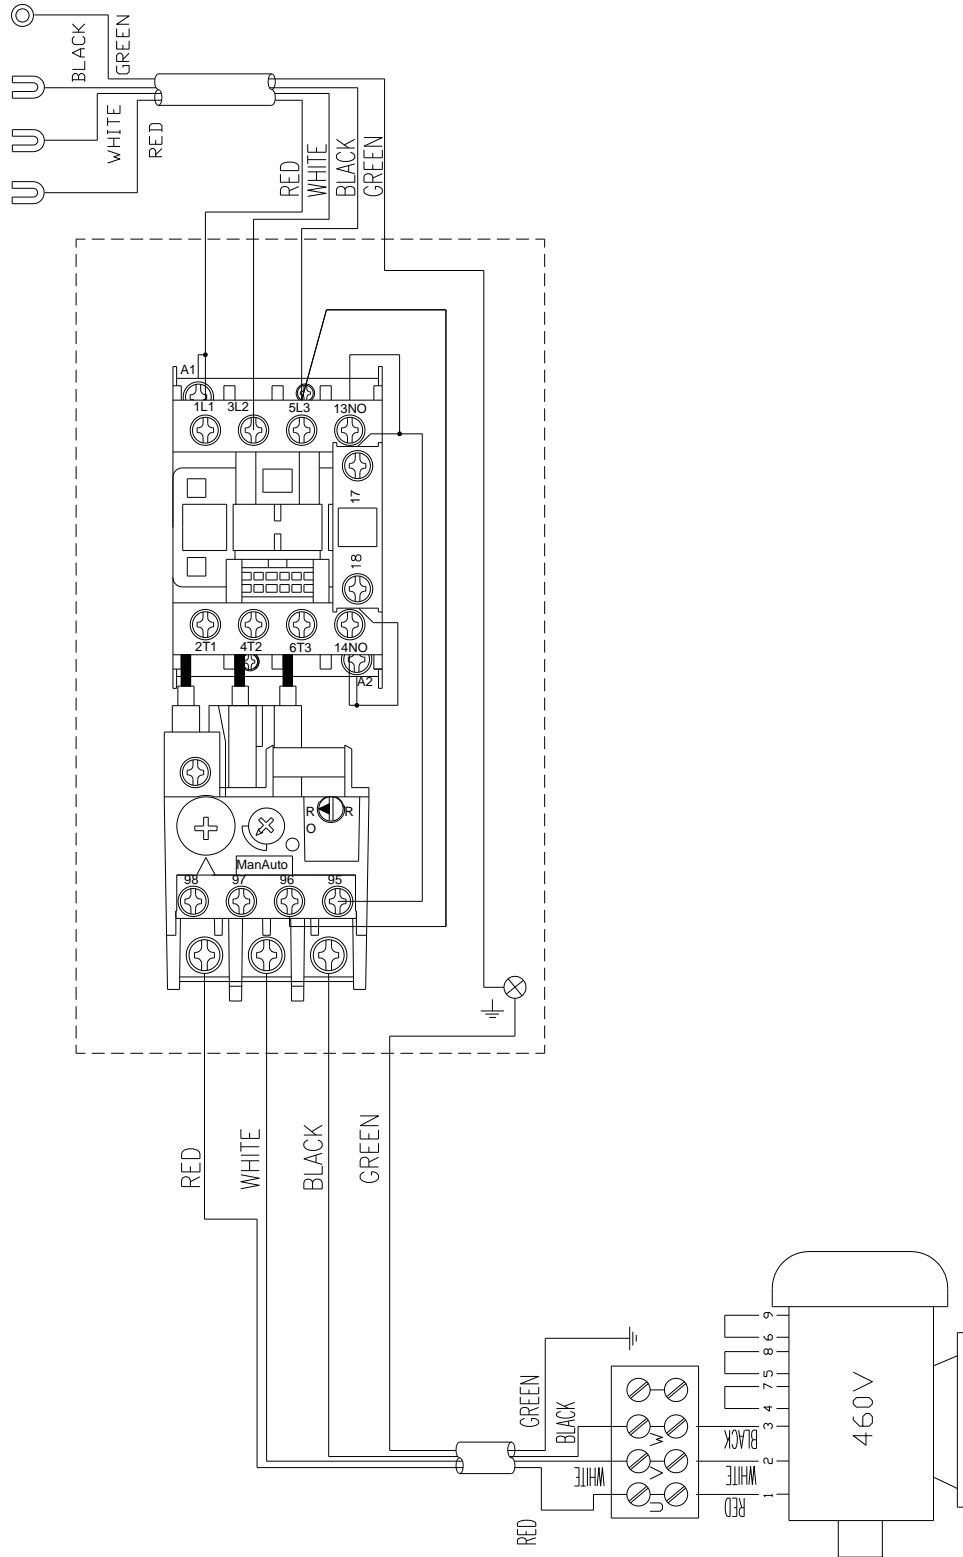 BLACK
GREEN
WHITE
RED
RED
WHITE
BLACK
GREEN
A1
1L1 3L2 5L3 13NO
17
18
2T1 4T2 6T3 14NO
A2
R R
O
ManAuto
98 97 96 95
RED
WHITE
BLACK
GREEN
GREEN
BLACK
WHITE
RED
U V W
BLACK
WHITE
RED
9
6
8
5
7
4
3
2
1
460V